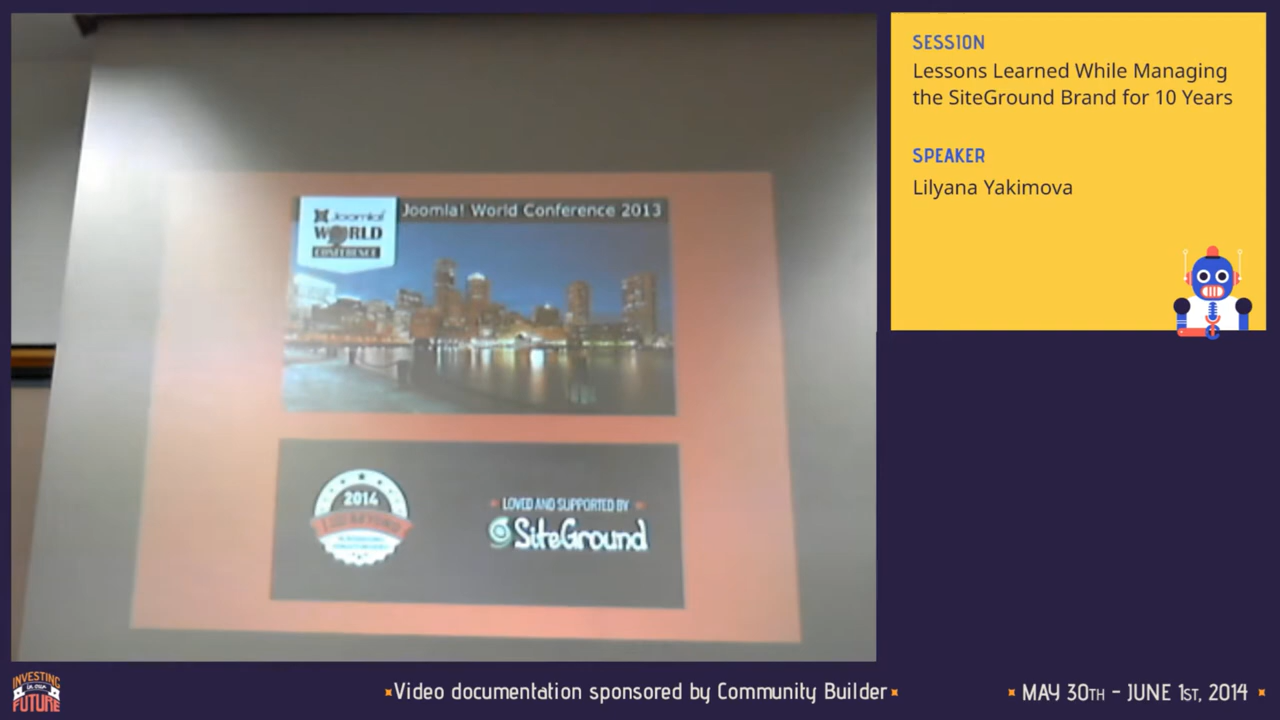 Joomla!
WORLD
CONFERENCE
Joomla! World Conference 2013
2014
LOVED AND SUPPORTED BY
SiteGround
SESSION
Lessons Learned While Managing
the SiteGround Brand for 10 Years
SPEAKER
Lilyana Yakimova
INVESTING
IN OUR
FUTURE
Video documentation sponsored by Community Builder
MAY 30TH - JUNE 1ST, 2014